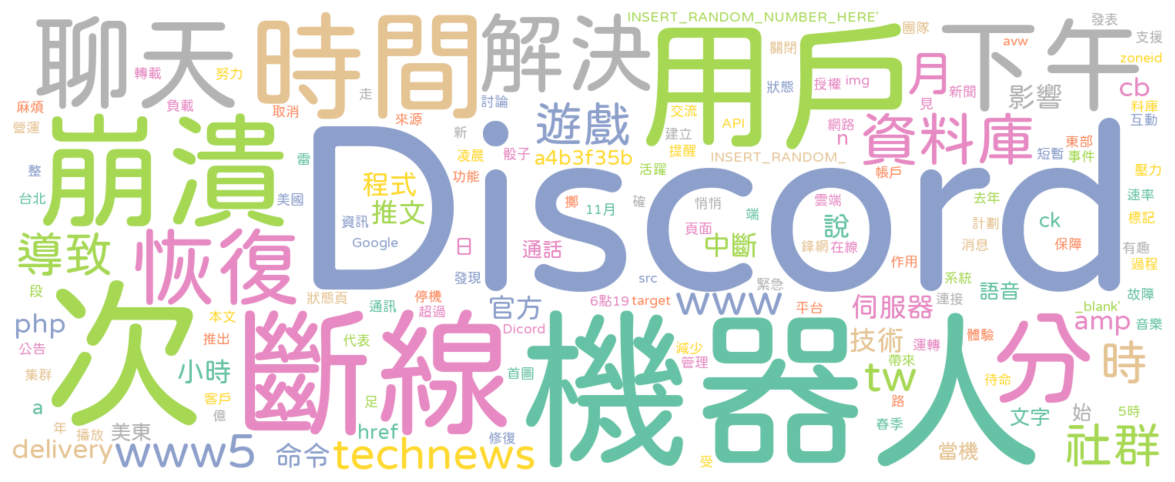 INSERT_RANDOM_NUMBER_HERE'
團隊
發表
聊天
時間
解決
用戶
下午
轉載
努力
關閉
avw
支援
zoneid
麻煩
負載
取消
走
來源
討論
狀態
授權
img
月
新聞
影響
cb
料庫
互動
營運
崩潰
新
遊戲
交流
建立
提醒
API
網路
n
見
資料庫
東部
事件
短暫
整
雷
凌晨
骰子
a4b3f35b
INSERT_RANDOM_
活躍
帳戶
壓力
台北
美國
程式
功能
擲
11月
確
悄悄
端
雲端
說
去年
ck
速率
標記
導致
恢復
資訊
推文
Discord
頁面
中斷
鋒網
在線
計劃
消息
保障
有趣
Google
日
通話
發現
src
緊急
作用
系統
過程
段
狀態頁
通訊
停機
超過
官方
6點19
target
www
平台
伺服器
連接
語音
_blank'
故障
php
本文
推出
代表
Dicord
減少
管理
技術
運轉
體驗
amp
音樂
公告
次
斷線
機器人
分
時
集群
小時
首圖
tw
帶來
待命
a
客戶
億
足
路
年
播放
美東
href
修復
春季
文字
始
5時
delivery
www5
命令
technews
受
當機
社群